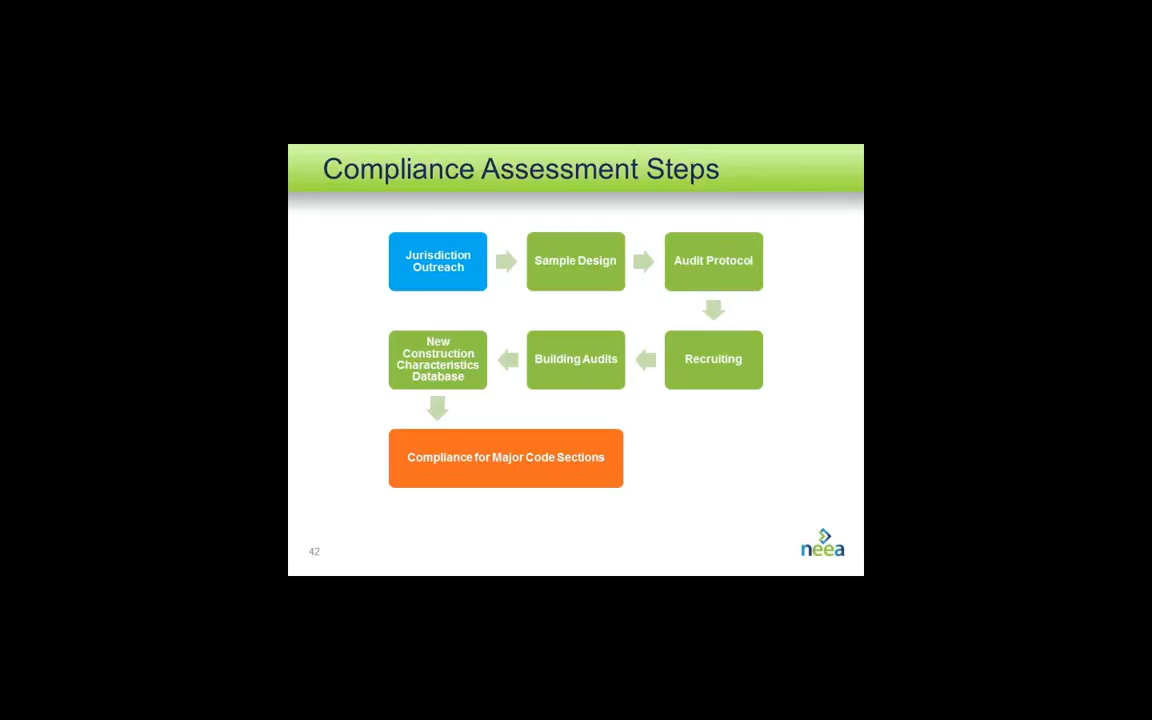 Compliance Assessment Steps
Jurisdiction
Outreach
Sample Design
Audit Protocol
New
Construction
Characteristics
Database
Building Audits
Recruiting
Compliance for Major Code Sections
42
neea